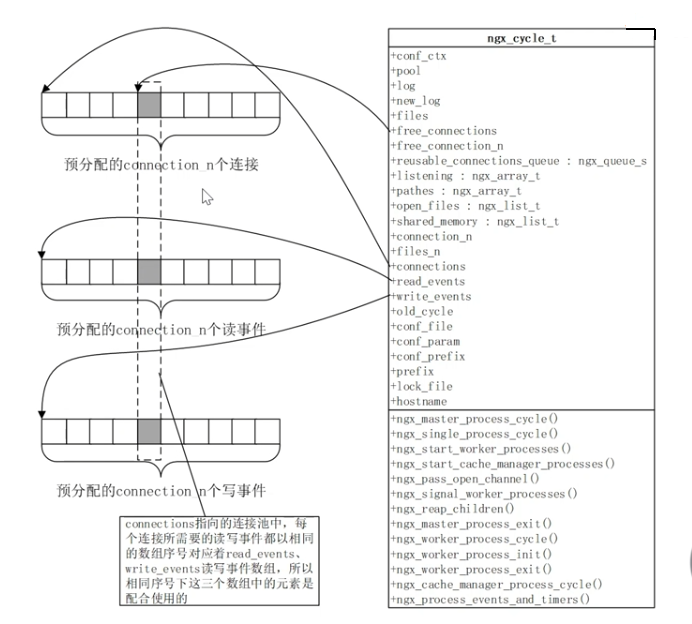 ngx_cycle_t
+conf_ctx
+pool
+log
+new_log
+files
+free_connections
+free_connection_n
+reusable_connections_queue : ngx_queue_s
+listening : ngx_array_t
+pathes : ngx_array_t
+open_files : ngx_list_t
+shared_memory : ngx_list_t
+connection_n
+files_n
+connections
+read_events
+write_events
+old_cycle
+conf_file
+conf_param
+conf_prefix
+prefix
+lock_file
+hostname
+ngx_master_process_cycle()
+ngx_single_process_cycle()
+ngx_start_worker_processes()
+ngx_start_cache_manager_processes()
+ngx_pass_open_channel()
+ngx_signal_worker_processes()
+ngx_reap_children()
+ngx_master_process_exit()
+ngx_worker_process_cycle()
+ngx_worker_process_init()
+ngx_worker_process_exit()
+ngx_cache_manager_process_cycle()
+ngx_process_events_and_timers()
预分配的connection_n个连接
预分配的connection_n个读事件
预分配的connection_n个写事件
connections指向的连接池中，每
个连接所需要的读写事件都以相同
的数组序号对应着read_events、
write_events读写事件数组，所以
相同序号下这三个数组中的元素是
配合使用的